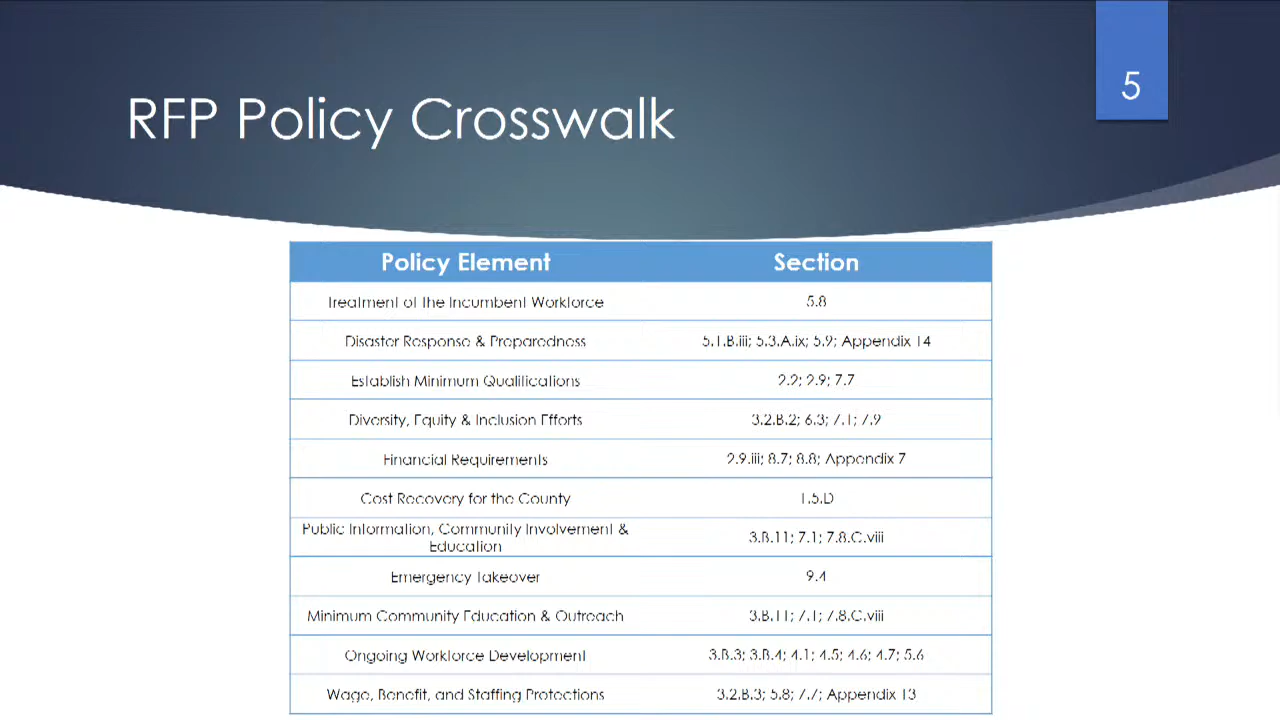 5
RFP Policy Crosswalk
Policy Element Section
Treatment of the Incumbent Workforce 5.8
Disaster Response & Preparedness 5.1.B.iii; 5.3.A.ix; 5.9; Appendix 14
Establish Minimum Qualifications 2.2; 2.9; 7.7
Diversity, Equity & Inclusion Efforts 3.2.B.2; 6.3; 7.1; 7.9
Financial Requirements 2.9.iii; 8.7; 8.8; Appendix 7
Cost Recovery for the County 1.5.D
Public Information, Community Involvement &
Education 3.B.11; 7.1; 7.8.C.viii
Emergency Takeover 9.4
Minimum Community Education & Outreach 3.B.11; 7.1; 7.8.C.viii
Ongoing Workforce Development 3.B.3; 3.B.4; 4.1; 4.5; 4.6; 4.7; 5.6
Wage, Benefit, and Staffing Protections 3.2.B.3; 5.8; 7.7; Appendix 13